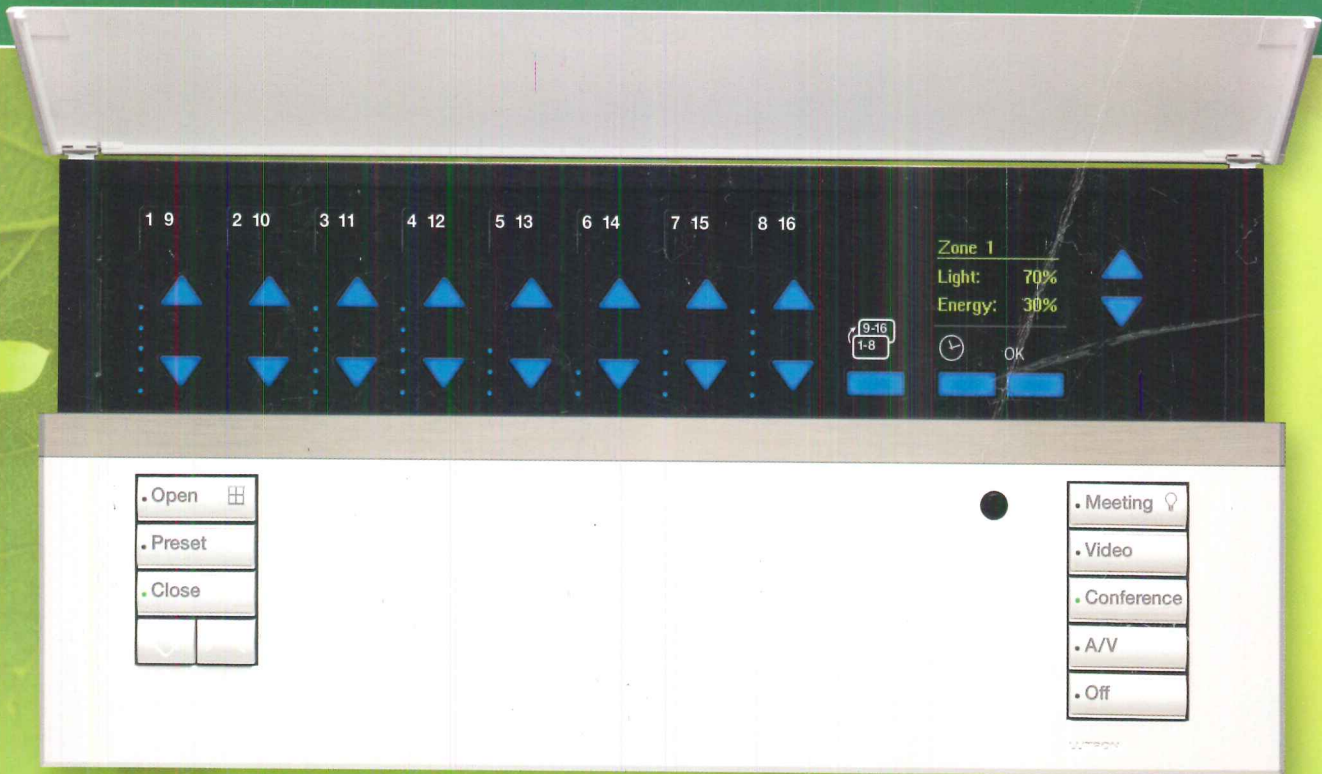 1 9 2 10 3 11 4 12 5 13 6 14 7 15 8 16
Zone 1
Light: 70%
Energy: 30%
9-16
1-8
OK
Open
Preset
Close
Meeting
Video
Conference
A/V
Off
LUTRON